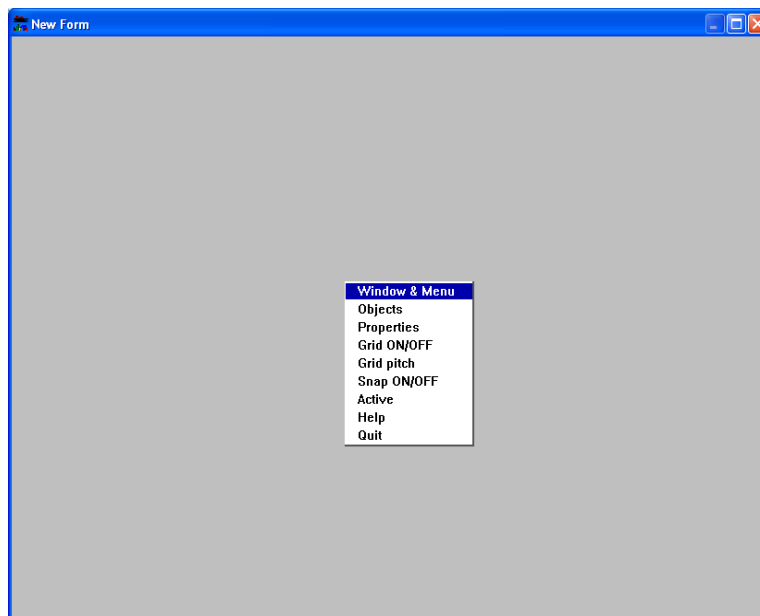 New Form
Window & Menu
Objects
Properties
Grid ON/OFF
Grid pitch
Snap ON/OFF
Active
Help
Quit